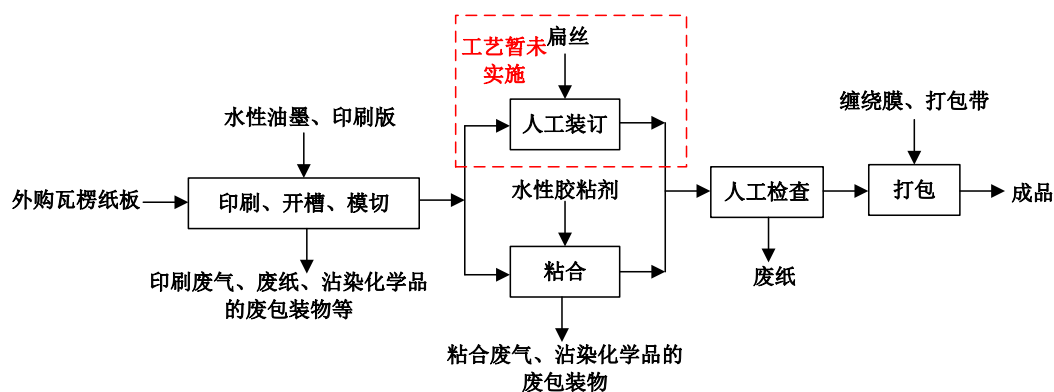 工艺暂未
实施
扁丝
水性油墨、印刷版
人工装订
缠绕膜、打包带
外购瓦楞纸板
印刷、开槽、模切
水性胶粘剂
人工检查
打包
成品
粘合
印刷废气、废纸、沾染化学品
的废包装物等
废纸
粘合废气、沾染化学品的
废包装物